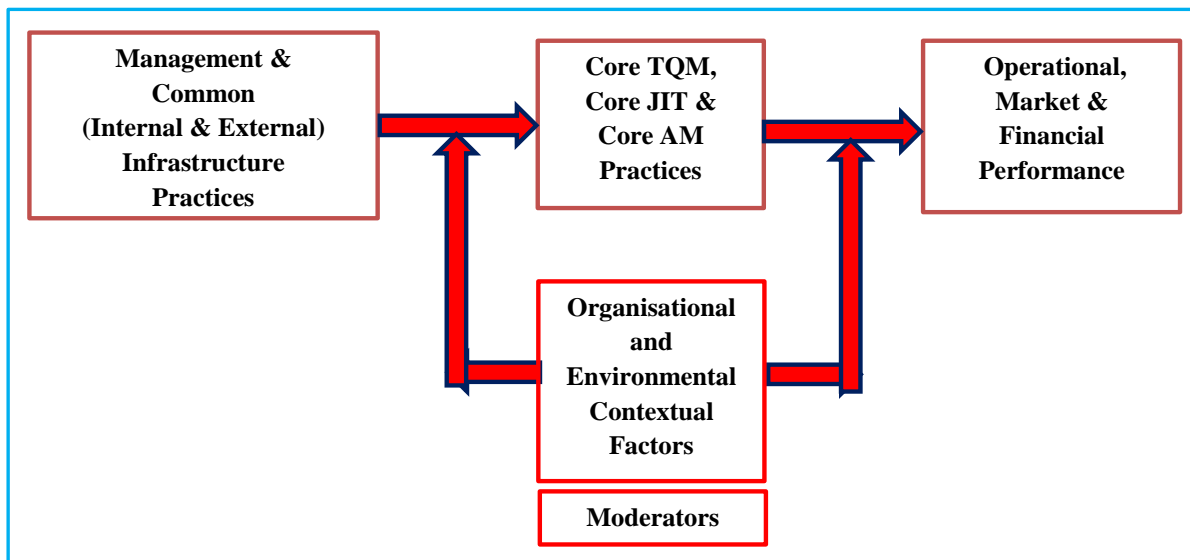 Management &
Common
(Internal & External)
Infrastructure
Practices
Core TQM,
Core JIT &
Core AM
Practices
Operational,
Market &
Financial
Performance
Organisational
and
Environmental
Contextual
Factors
Moderators